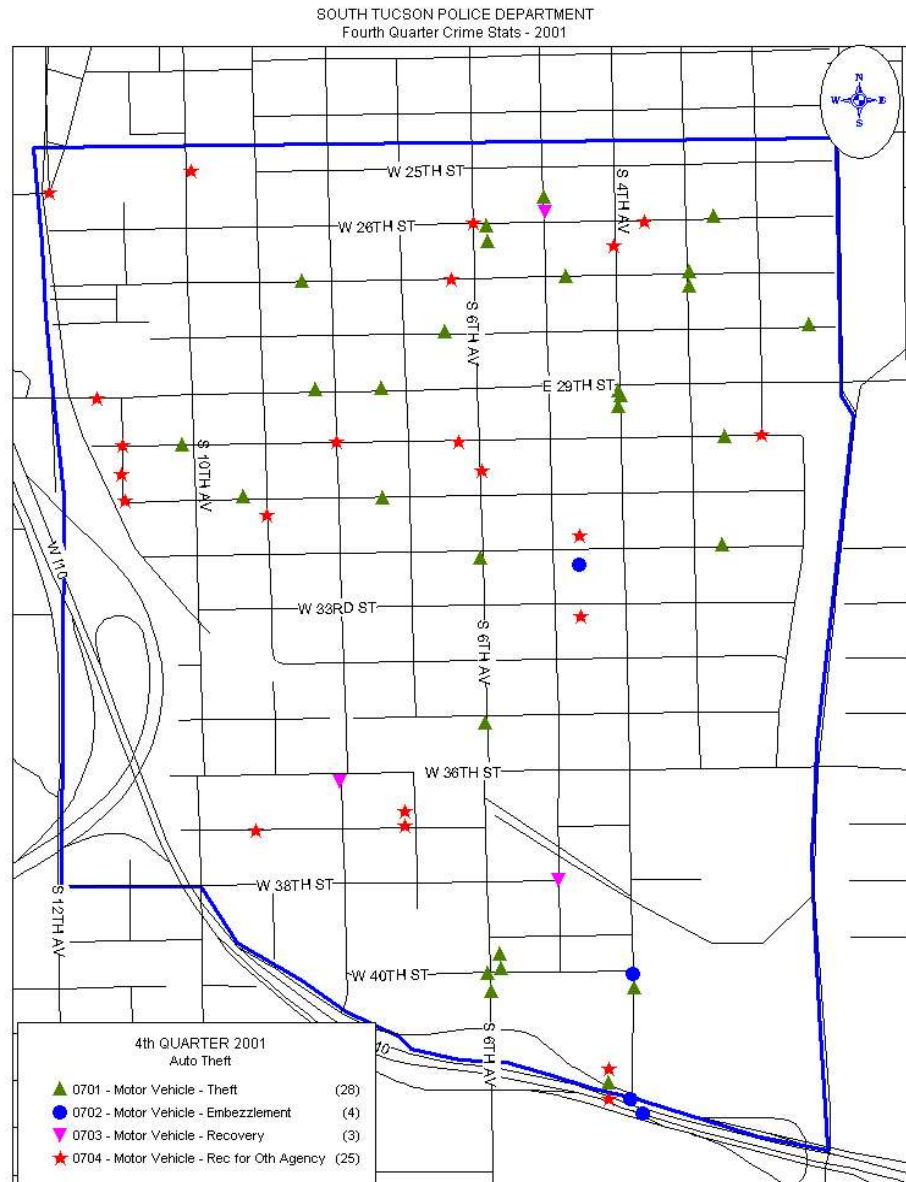 SOUTH TUCSON POLICE DEPARTMENT
Fourth Quarter Crime Stats - 2001
N
W E
S
W 25TH ST
S 4TH AV
W 26TH ST
S 6TH AV
E 29TH ST
S 10TH AV
W I10
W 33RD ST
S 6TH AV
W 36TH ST
W 38TH ST
S 12TH AV
W 40TH ST
S 6TH AV
10
4th QUARTER 2001
Auto Theft
0701 - Motor Vehicle - Theft (28)
0702 - Motor Vehicle - Embezzlement (4)
0703 - Motor Vehicle - Recovery (3)
0704 - Motor Vehicle - Rec for Oth Agency (25)